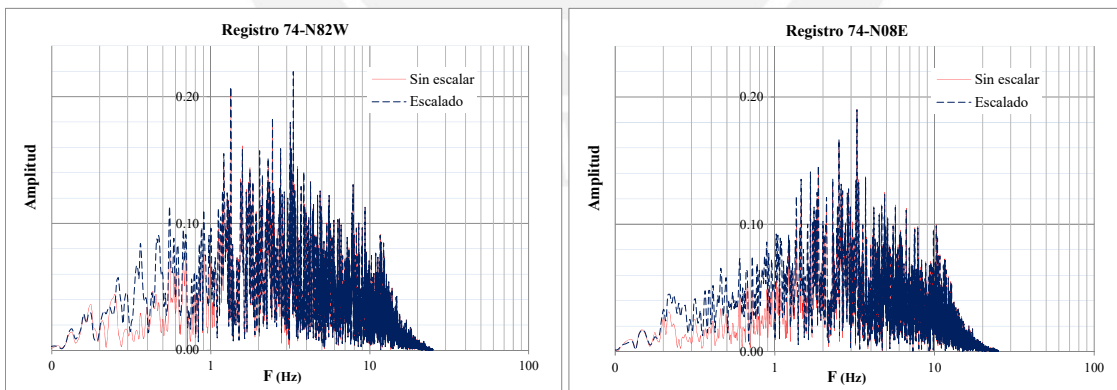 Registro 74-N82W
Sin escalar
Escalado
0.20
0.10
0.00
Amplitud
0
1
10
100
F (Hz)
Registro 74-N08E
Sin escalar
Escalado
0.20
0.10
0.00
Amplitud
0
1
10
100
F (Hz)